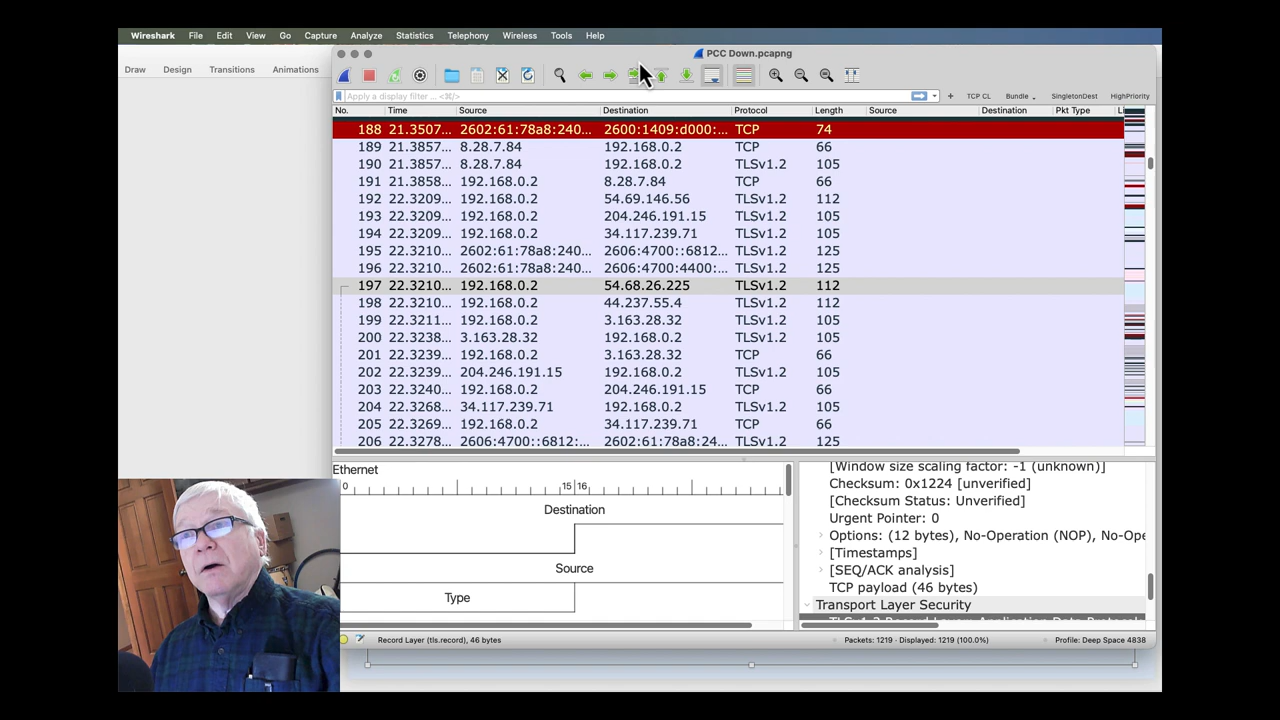 Wireshark File Edit View Go Capture Analyze Statistics Telephony Wireless Tools Help
PCC Down.pcapng
Draw Design Transitions Animations
Apply a display filter ... <⌘/>
+ TCP CL Bundle SingletonDest HighPriority
No. Time Source Destination Protocol Length Source Destination Pkt Type
188 21.3507... 2602:61:78a8:240... 2600:1409:d000:... TCP 74
189 21.3857... 8.28.7.84 192.168.0.2 TCP 66
190 21.3857... 8.28.7.84 192.168.0.2 TLSv1.2 105
191 21.3858... 192.168.0.2 8.28.7.84 TCP 66
192 22.3209... 192.168.0.2 54.69.146.56 TLSv1.2 112
193 22.3209... 192.168.0.2 204.246.191.15 TLSv1.2 105
194 22.3209... 192.168.0.2 34.117.239.71 TLSv1.2 105
195 22.3210... 2602:61:78a8:240... 2606:4700::6812... TLSv1.2 125
196 22.3210... 2602:61:78a8:240... 2606:4700:4400:... TLSv1.2 125
197 22.3210... 192.168.0.2 54.68.26.225 TLSv1.2 112
198 22.3210... 192.168.0.2 44.237.55.4 TLSv1.2 112
199 22.3211... 192.168.0.2 3.163.28.32 TLSv1.2 105
200 22.3238... 3.163.28.32 192.168.0.2 TLSv1.2 105
201 22.3239... 192.168.0.2 3.163.28.32 TCP 66
202 22.3239... 204.246.191.15 192.168.0.2 TLSv1.2 105
203 22.3240... 192.168.0.2 204.246.191.15 TCP 66
204 22.3268... 34.117.239.71 192.168.0.2 TLSv1.2 105
205 22.3269... 192.168.0.2 34.117.239.71 TCP 66
206 22.3278... 2606:4700::6812:... 2602:61:78a8:24... TLSv1.2 125
Ethernet
0 15 16
Destination
Source
Type
[Window size scaling factor: -1 (unknown)]
Checksum: 0x1224 [unverified]
[Checksum Status: Unverified]
Urgent Pointer: 0
Options: (12 bytes), No-Operation (NOP), No-Ope
[Timestamps]
[SEQ/ACK analysis]
TCP payload (46 bytes)
Transport Layer Security
Record Layer (tls.record), 46 bytes
Packets: 1219 · Displayed: 1219 (100.0%)
Profile: Deep Space 4838